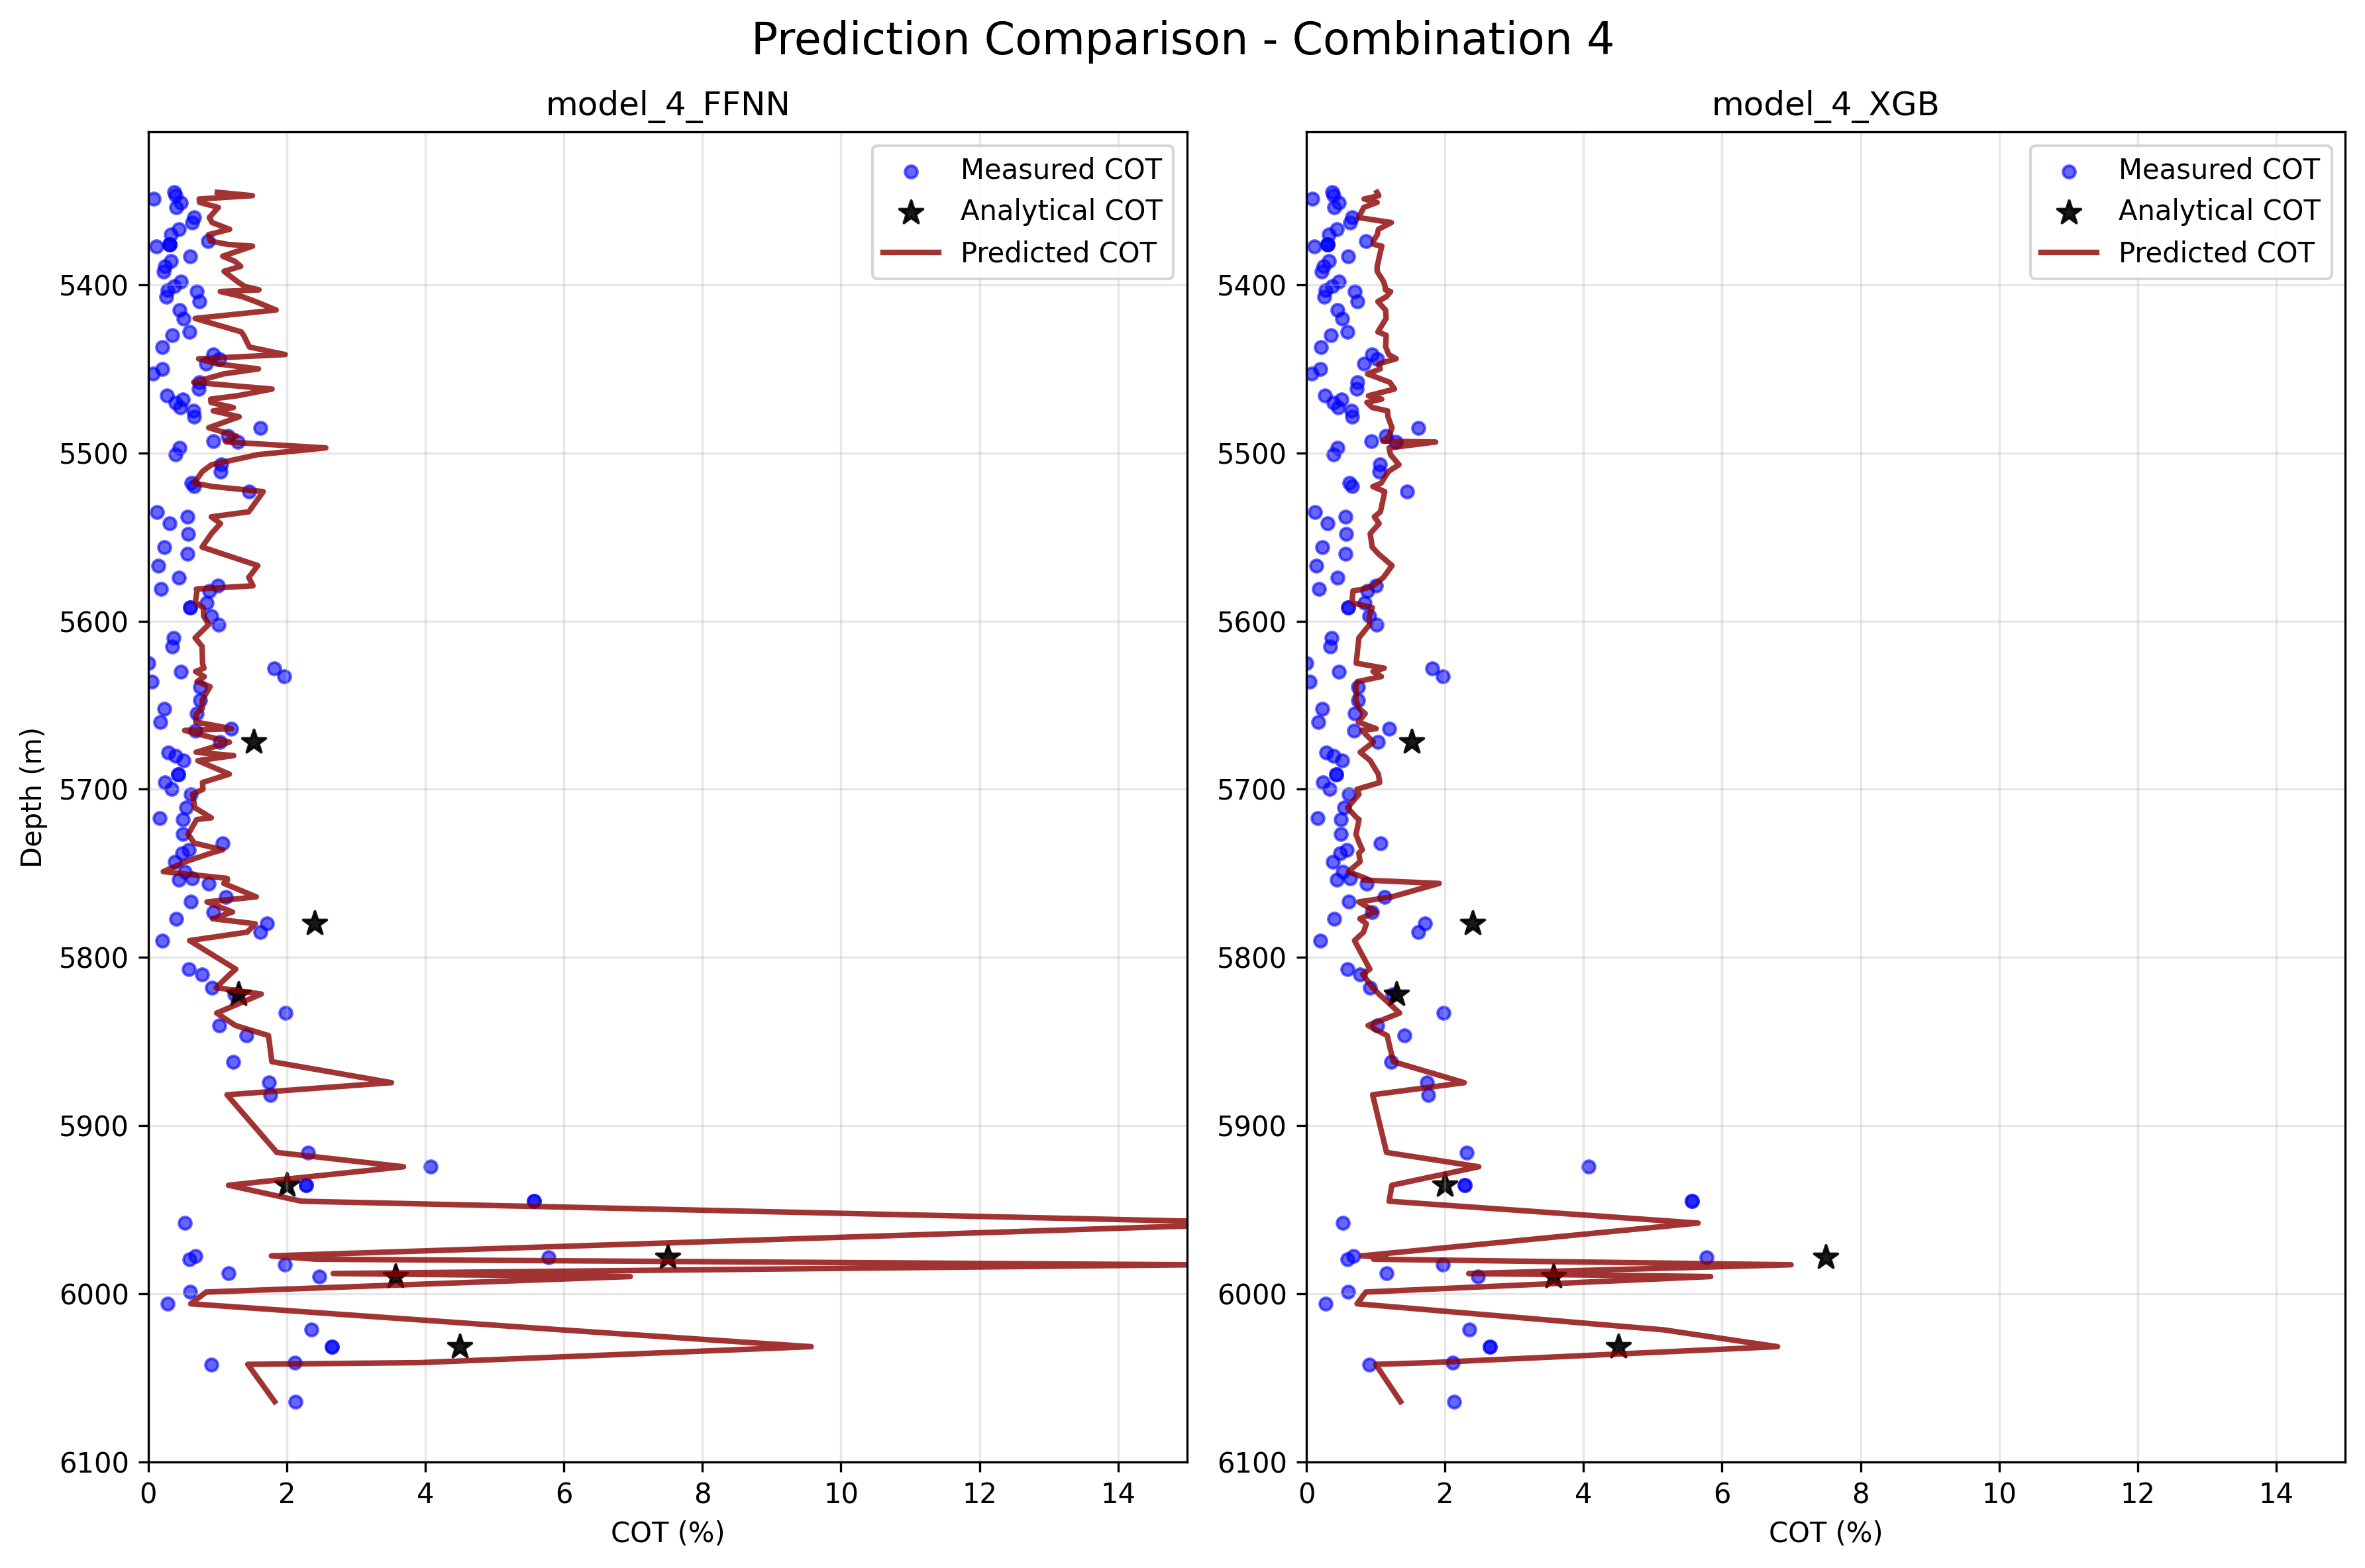 Prediction Comparison - Combination 4
model_4_FFNN
Measured COT
Analytical COT
Predicted COT
Depth (m)
5400
5500
5600
5700
5800
5900
6000
6100
0 2 4 6 8 10 12 14
COT (%)
model_4_XGB
Measured COT
Analytical COT
Predicted COT
5400
5500
5600
5700
5800
5900
6000
6100
0 2 4 6 8 10 12 14
COT (%)